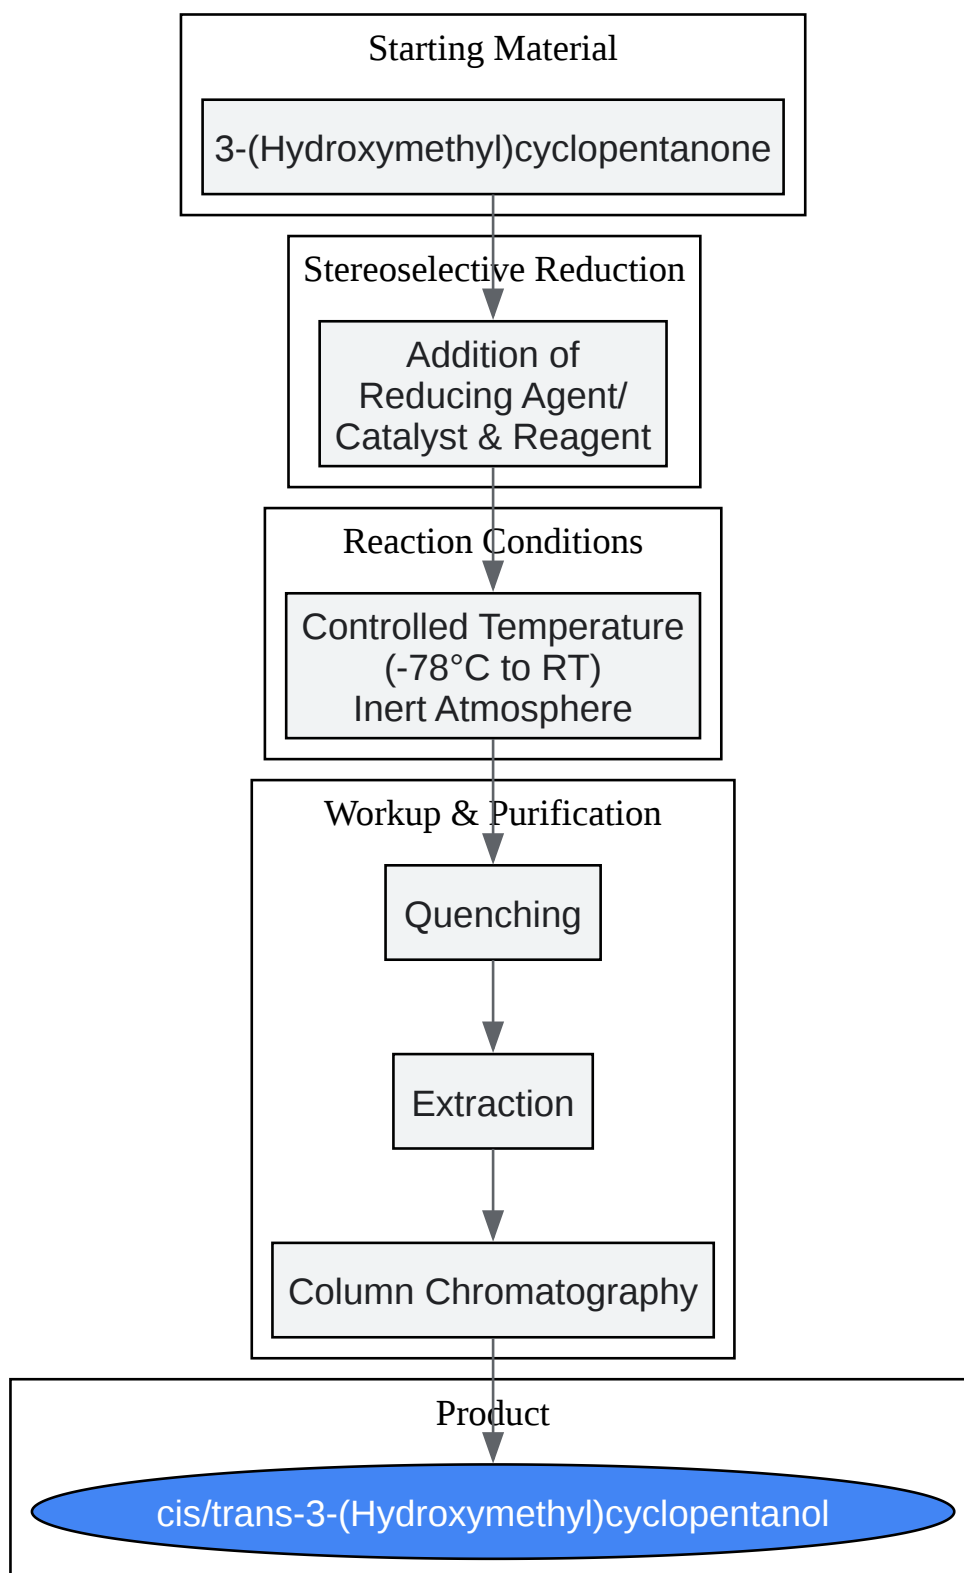 Starting Material
3-(Hydroxymethyl)cyclopentanone
Stereoselective Reduction
Addition of
Reducing Agent/
Catalyst & Reagent
Reaction Conditions
Controlled Temperature
(-78°C to RT)
Inert Atmosphere
Workup & Purification
Quenching
Extraction
Column Chromatography
Product
cis/trans-3-(Hydroxymethyl)cyclopentanol